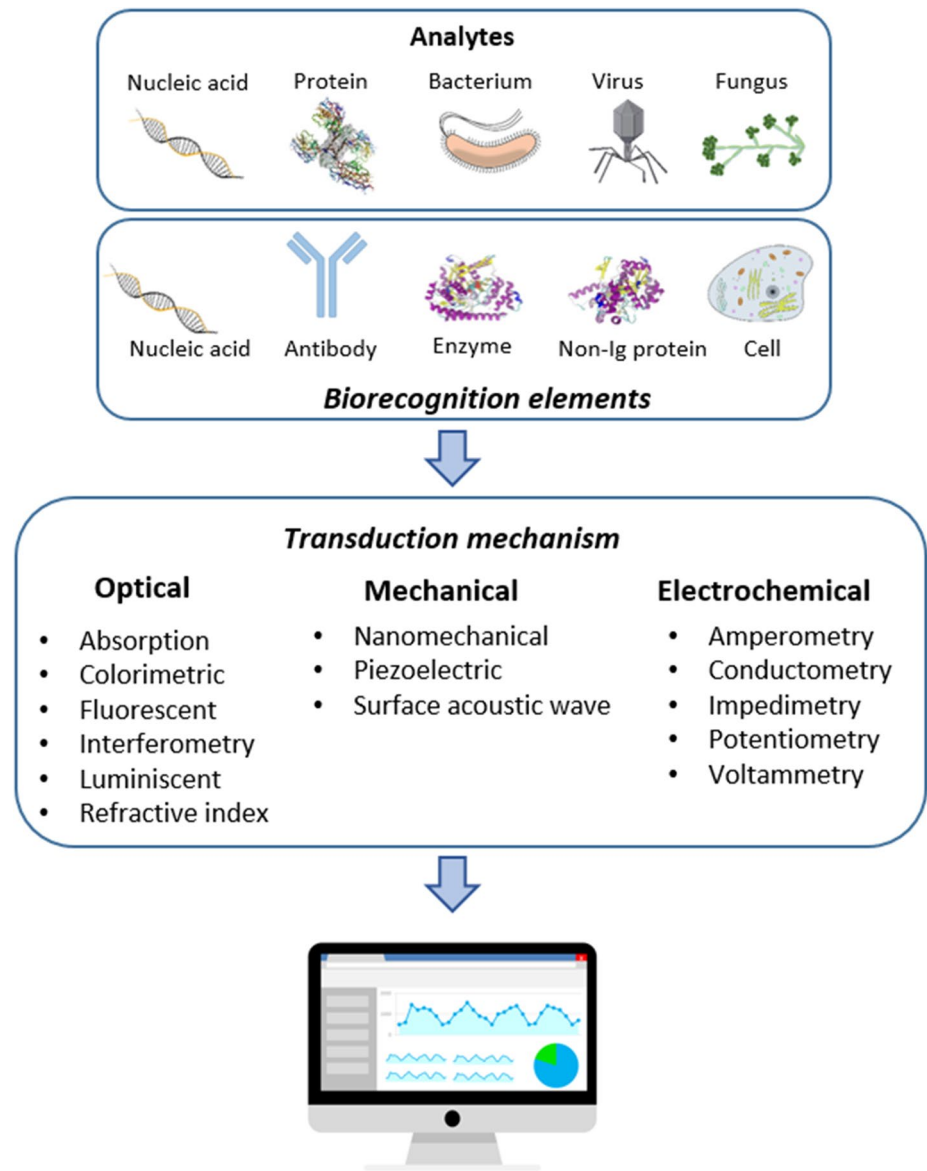 Analytes
Nucleic acid Protein Bacterium Virus Fungus
Nucleic acid Antibody Enzyme Non-Ig protein Cell
Biorecognition elements
Transduction mechanism
Optical
• Absorption
• Colorimetric
• Fluorescent
• Interferometry
• Luminiscent
• Refractive index
Mechanical
• Nanomechanical
• Piezoelectric
• Surface acoustic wave
Electrochemical
• Amperometry
• Conductometry
• Impedimetry
• Potentiometry
• Voltammetry